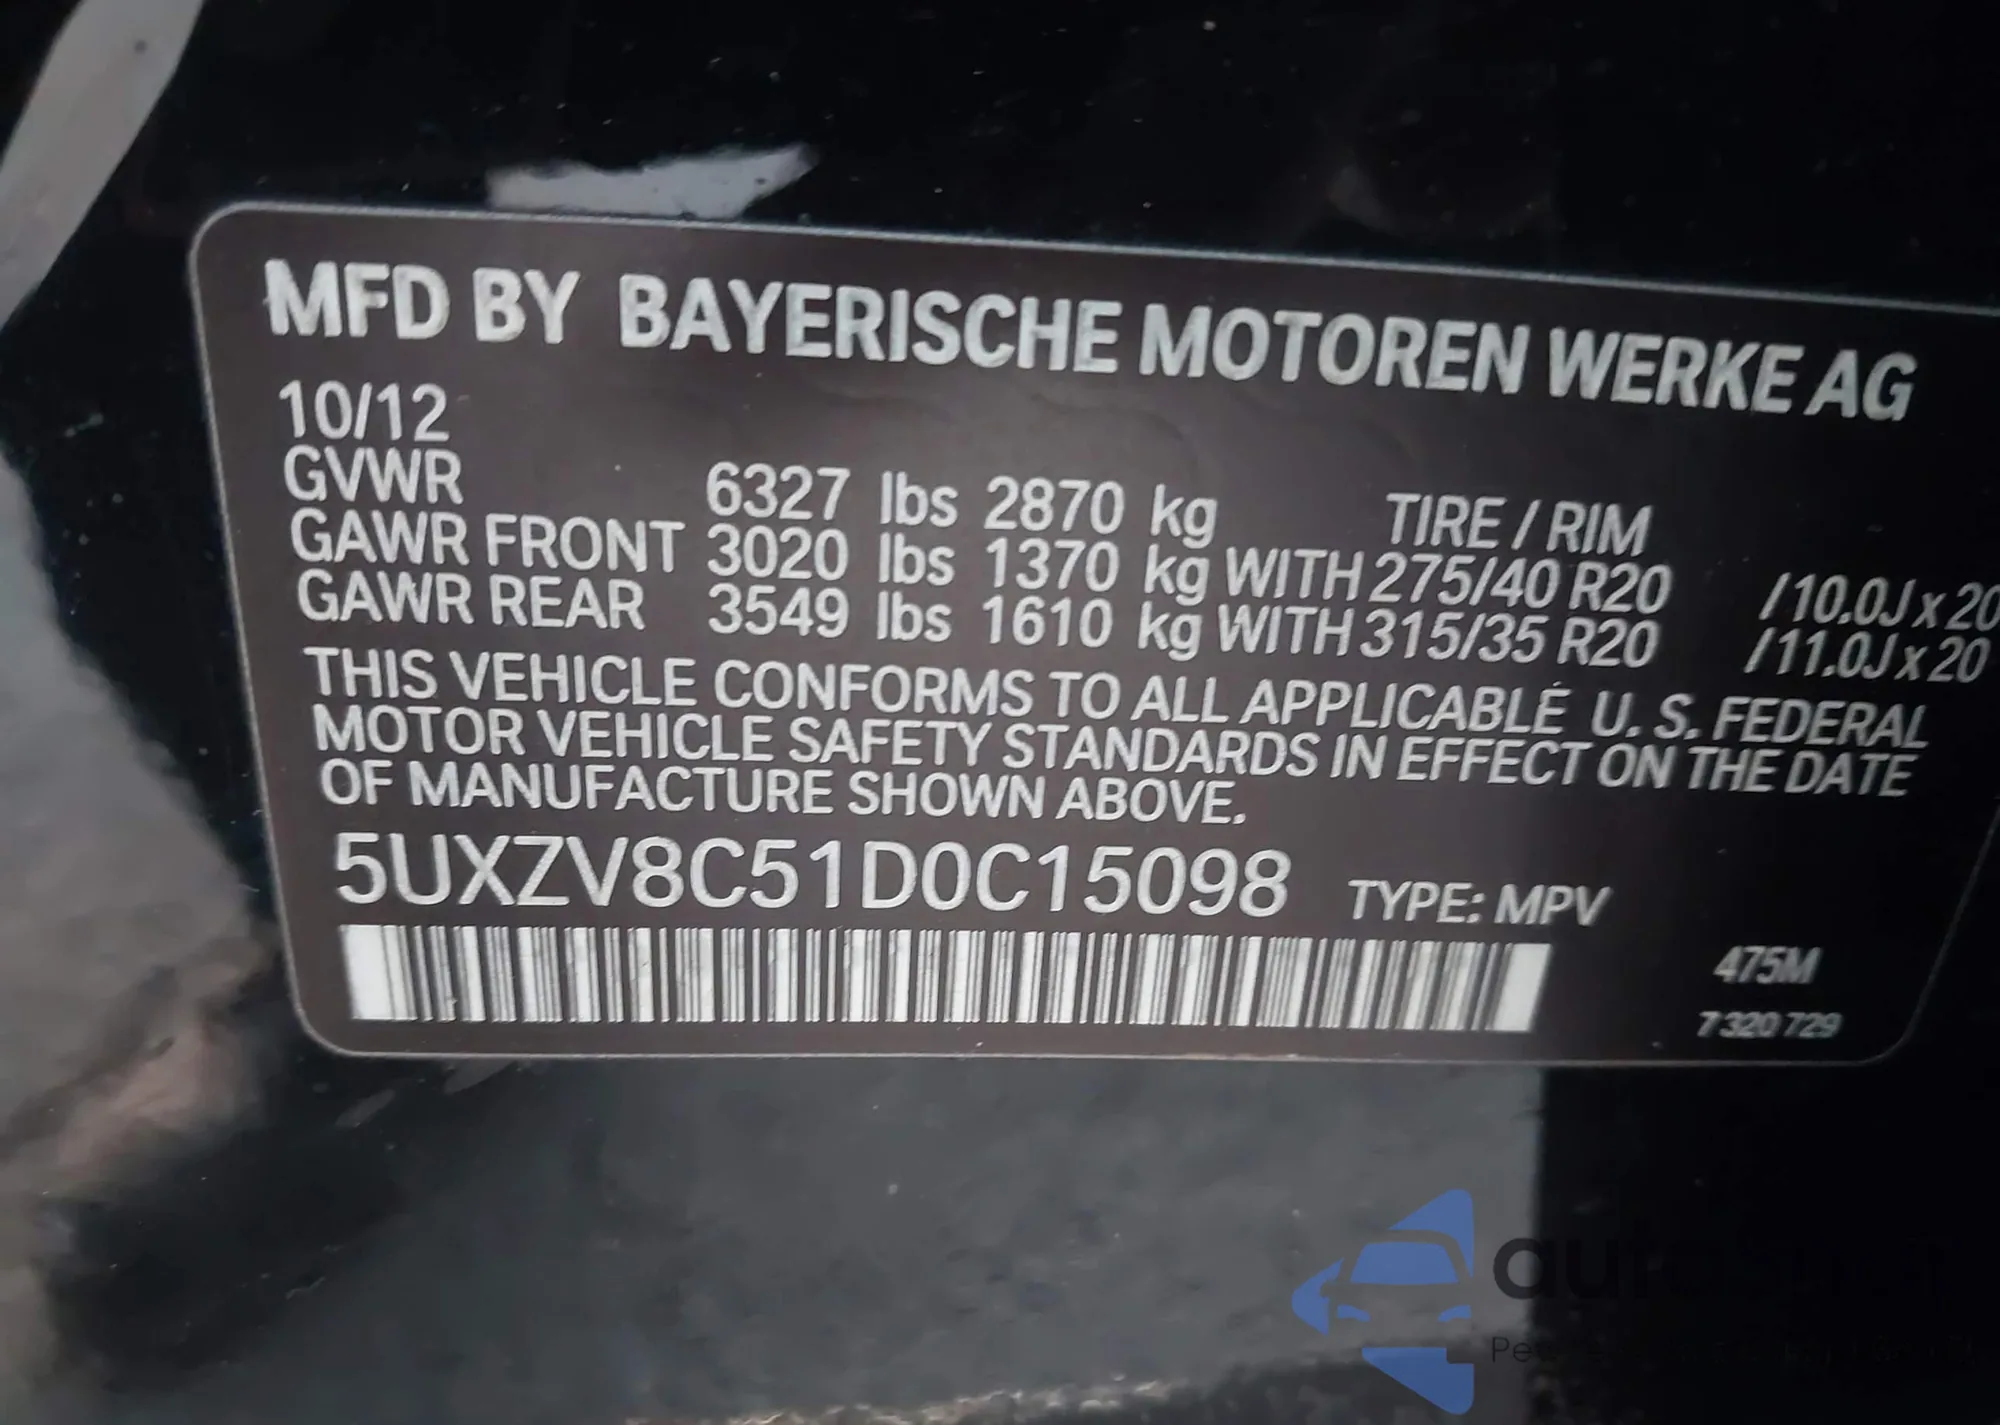 MFD BY BAYERISCHE MOTOREN WERKE AG
10/12
GVWR 6327 lbs 2870 kg TIRE / RIM
GAWR FRONT 3020 lbs 1370 kg WITH 275/40 R20 /10.0J x 20
GAWR REAR 3549 lbs 1610 kg WITH 315/35 R20 /11.0J x 20
THIS VEHICLE CONFORMS TO ALL APPLICABLE U. S. FEDERAL
MOTOR VEHICLE SAFETY STANDARDS IN EFFECT ON THE DATE
OF MANUFACTURE SHOWN ABOVE.
5UXZV8C51D0C15098 TYPE: MPV
475M
7 320 729